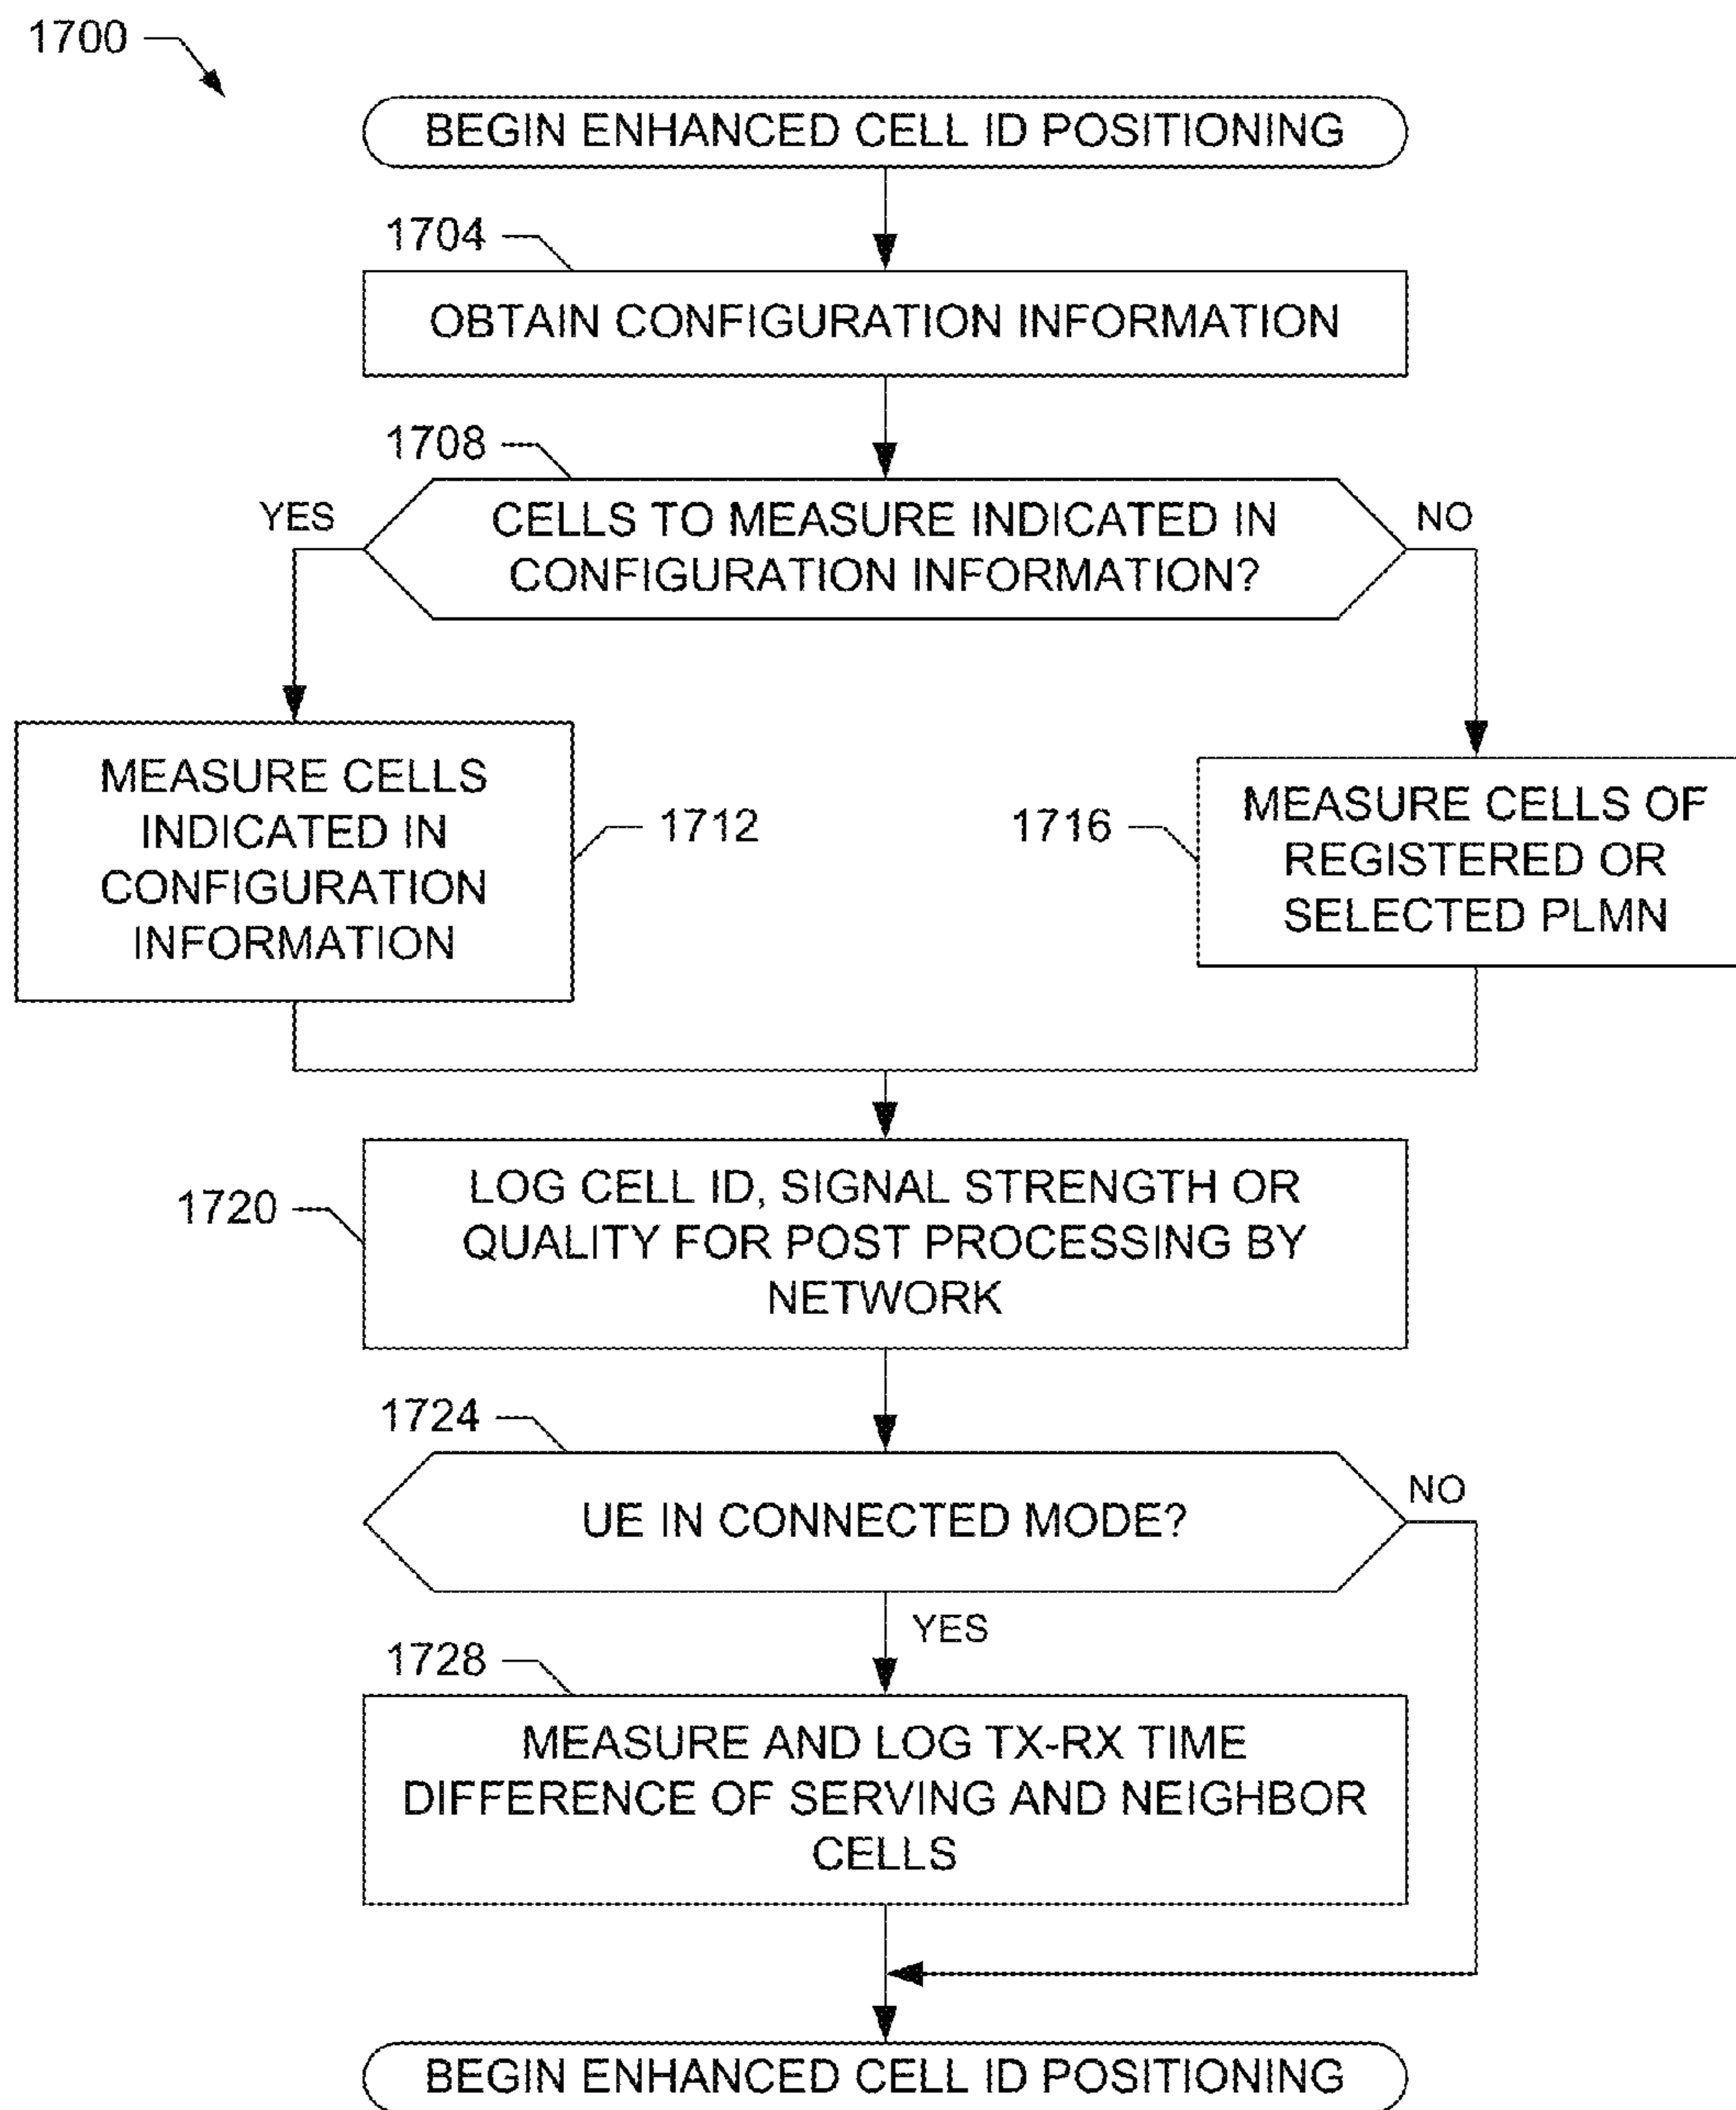 1700
BEGIN ENHANCED CELL ID POSITIONING
1704
OBTAIN CONFIGURATION INFORMATION
1708
YES
CELLS TO MEASURE INDICATED IN
CONFIGURATION INFORMATION?
NO
MEASURE CELLS
INDICATED IN
CONFIGURATION
INFORMATION
1712
1716
MEASURE CELLS OF
REGISTERED OR
SELECTED PLMN
1720
LOG CELL ID, SIGNAL STRENGTH OR
QUALITY FOR POST PROCESSING BY
NETWORK
1724
UE IN CONNECTED MODE?
NO
YES
1728
MEASURE AND LOG TX-RX TIME
DIFFERENCE OF SERVING AND NEIGHBOR
CELLS
BEGIN ENHANCED CELL ID POSITIONING